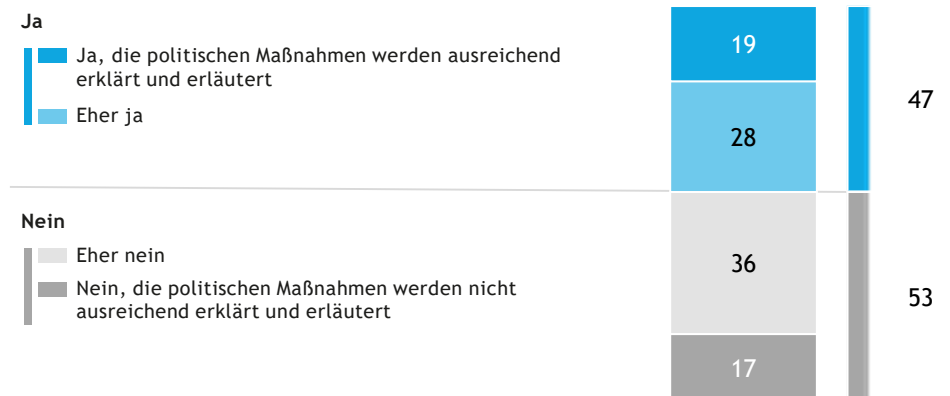 Ja
Ja, die politischen Maßnahmen werden ausreichend
erklärt und erläutert
Eher ja
19
28
47
Nein
Eher nein
Nein, die politischen Maßnahmen werden nicht
ausreichend erklärt und erläutert
36
17
53